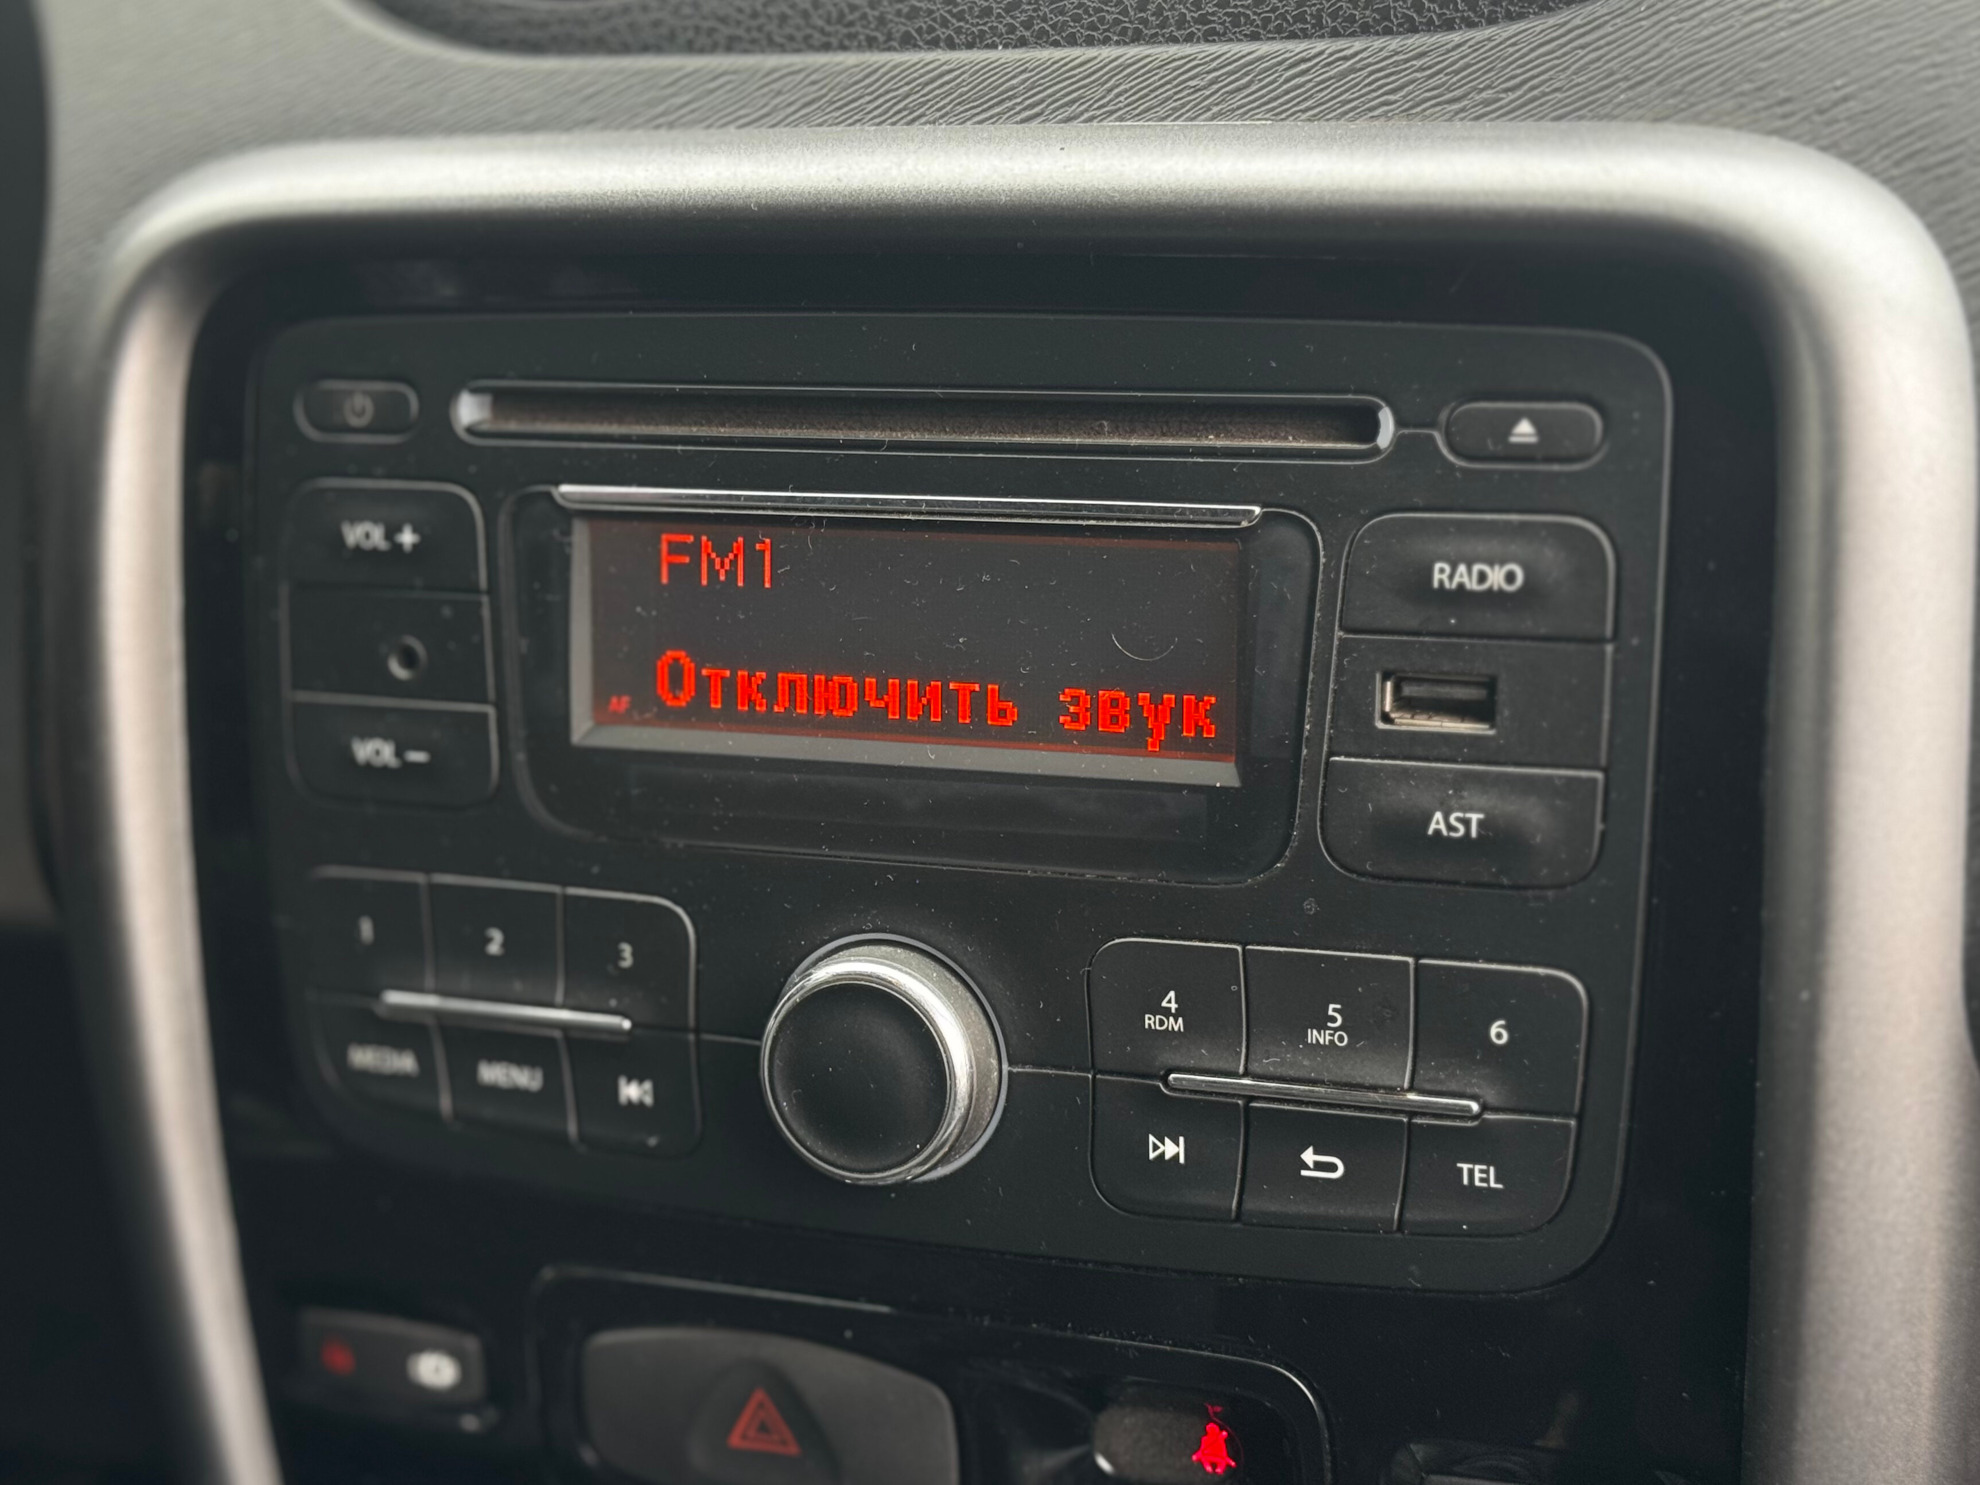 VOL +
FM1
RADIO
AF Отключить звук
VOL −
AST
1 2 3
4 RDM
5 INFO
6
MEDIA MENU
TEL